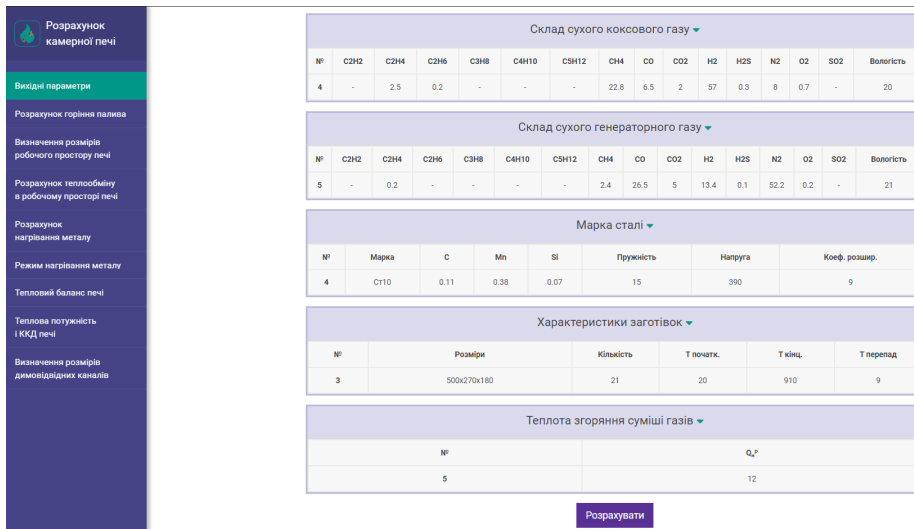 Розрахунок
камерної печі
Вихідні параметри
Розрахунок горіння палива
Визначення розмірів
робочого простору печі
Розрахунок теплообміну
в робочому просторі печі
Розрахунок
нагрівання металу
Режим нагрівання металу
Тепловий баланс печі
Теплова потужність
і ККД печі
Визначення розмірів
димовідвідних каналів
Склад сухого коксового газу
№ C2H2 C2H4 C2H6 C3H8 C4H10 C5H12 CH4 CO CO2 H2 H2S N2 O2 SO2 Вологість
4 - 2.5 0.2 - - - 22.8 6.5 2 57 0.3 8 0.7 - 20
Склад сухого генераторного газу
№ C2H2 C2H4 C2H6 C3H8 C4H10 C5H12 CH4 CO CO2 H2 H2S N2 O2 SO2 Вологість
5 - 0.2 - - - - 2.4 26.5 5 13.4 0.1 52.2 0.2 - 21
Марка сталі
№ Марка C Mn Si Пружність Напруга Коеф. розшир.
4 Ст10 0.11 0.38 0.07 15 390 9
Характеристики заготівок
№ Розміри Кількість T початк. T кінц. T перепад
3 500x270x180 21 20 910 9
Теплота згоряння суміші газів
№ Qₙᵖ
5 12
Розрахувати